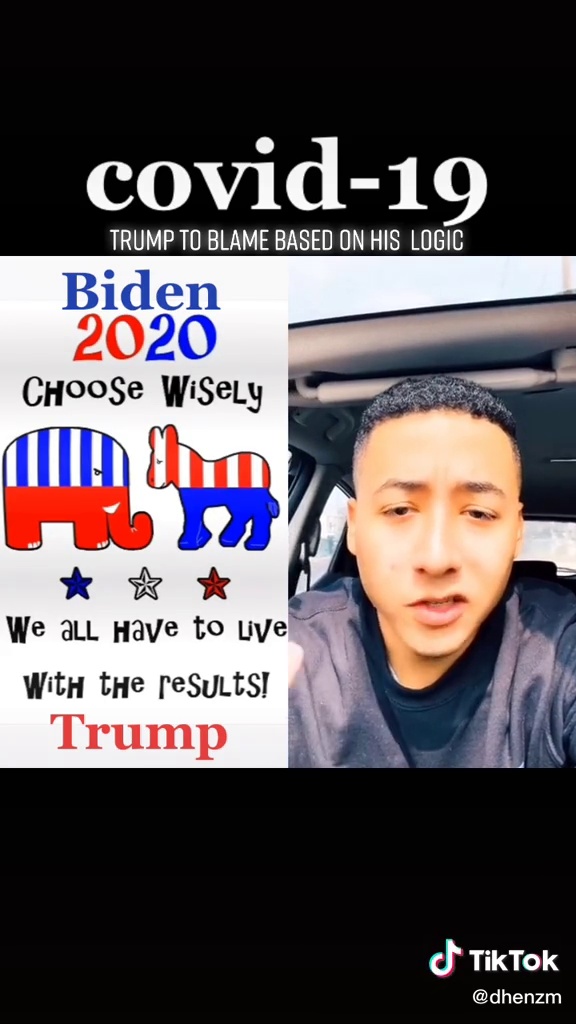 covid-19
TRUMP TO BLAME BASED ON HIS LOGIC
Biden
2020
CHOOSE WISELY
We all Have to live
With the results!
Trump
TikTok
@dhenzm